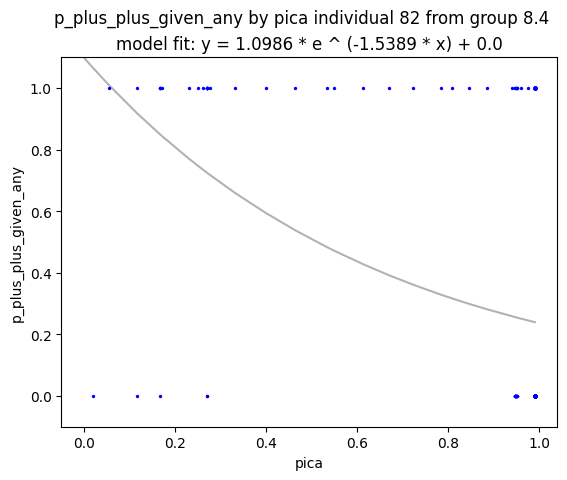 p_plus_plus_given_any by pica individual 82 from group 8.4
model fit: y = 1.0986 * e ^ (-1.5389 * x) + 0.0
1.0
0.8
0.6
0.4
0.2
0.0
p_plus_plus_given_any
0.0 0.2 0.4 0.6 0.8 1.0
pica